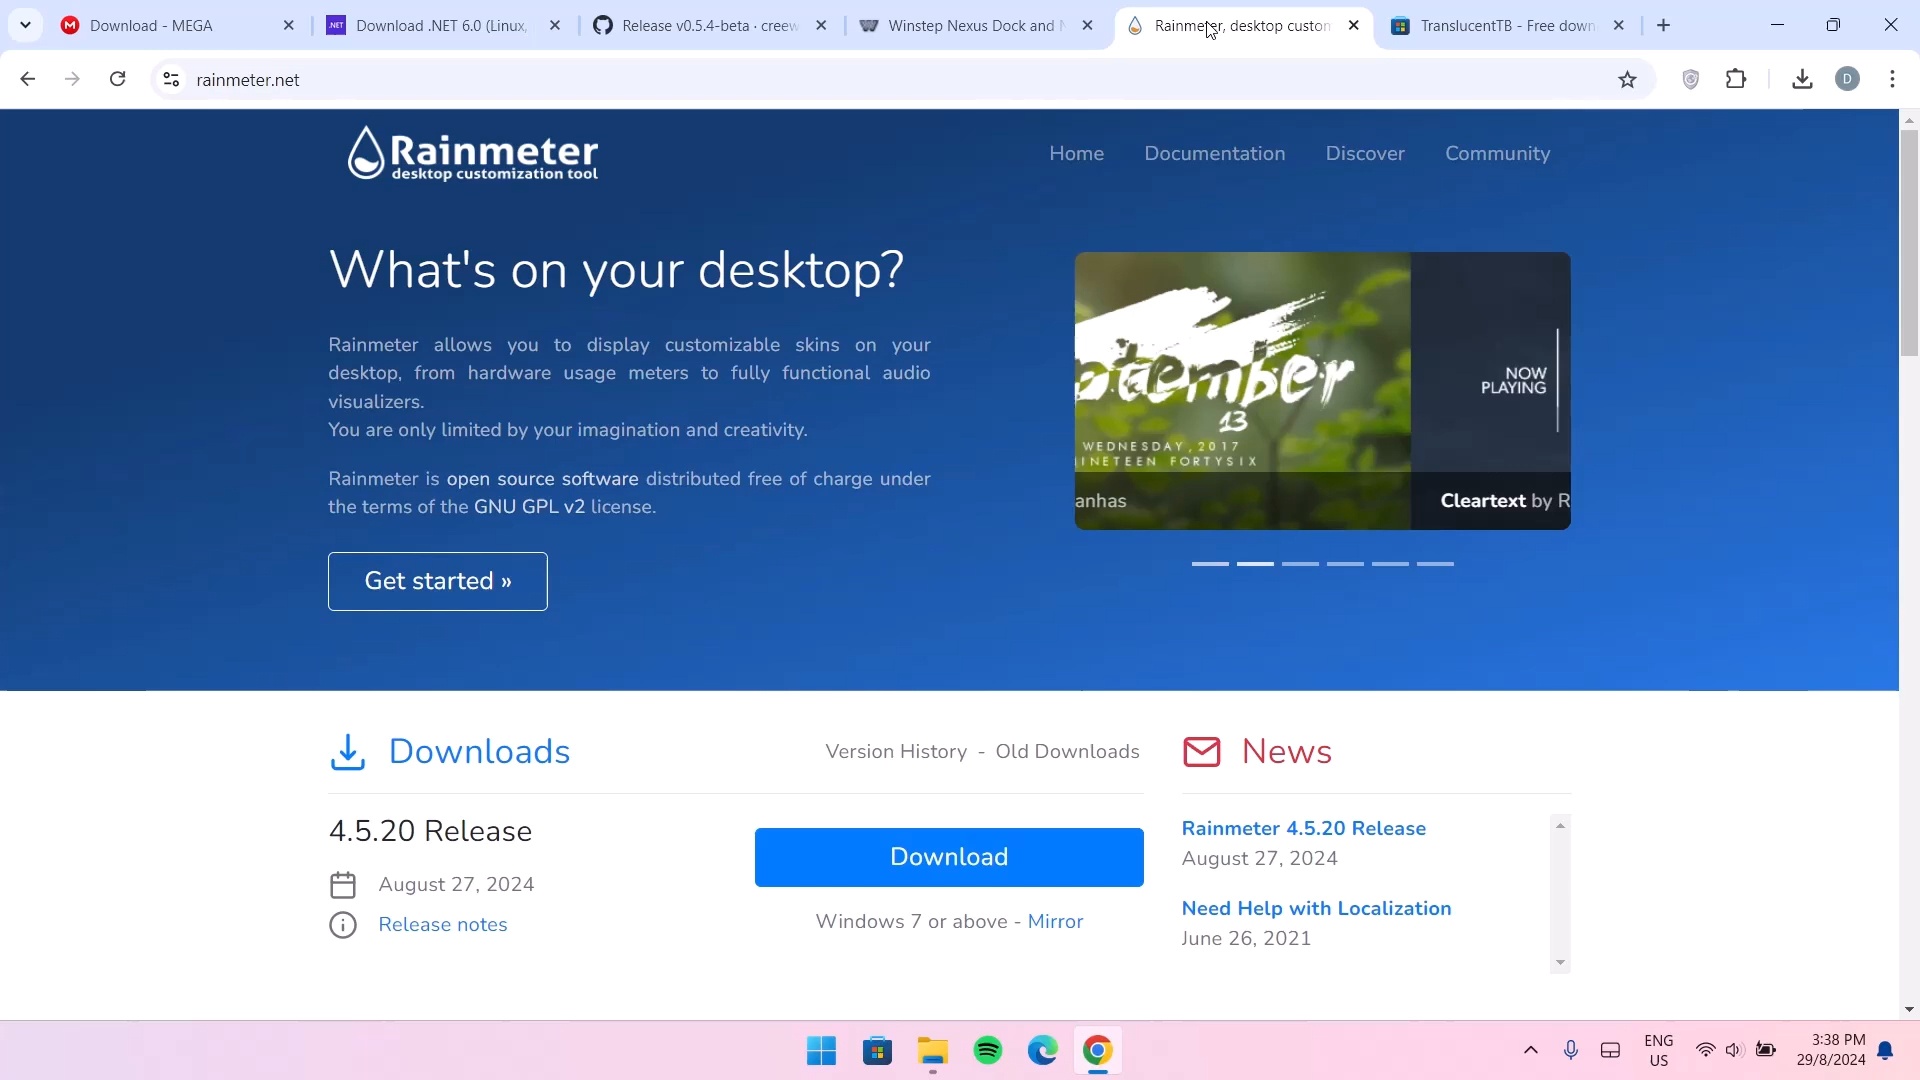 Download - MEGA
Download .NET 6.0 (Linux,
Release v0.5.4-beta · creew
Winstep Nexus Dock and N
Rainmeter, desktop custom
TranslucentTB - Free down
rainmeter.net
D
Rainmeter
desktop customization tool
Home
Documentation
Discover
Community
What's on your desktop?
Rainmeter allows you to display customizable skins on your
desktop, from hardware usage meters to fully functional audio
visualizers.
You are only limited by your imagination and creativity.
Rainmeter is open source software distributed free of charge under
the terms of the GNU GPL v2 license.
Get started »
ptember
13
WEDNESDAY, 2017
NINETEEN FORTYSIX
anhas
NOW
PLAYING
Cleartext by R
Downloads
Version History - Old Downloads
News
4.5.20 Release
August 27, 2024
Release notes
Download
Windows 7 or above - Mirror
Rainmeter 4.5.20 Release
August 27, 2024
Need Help with Localization
June 26, 2021
ENG
US
3:38 PM
29/8/2024